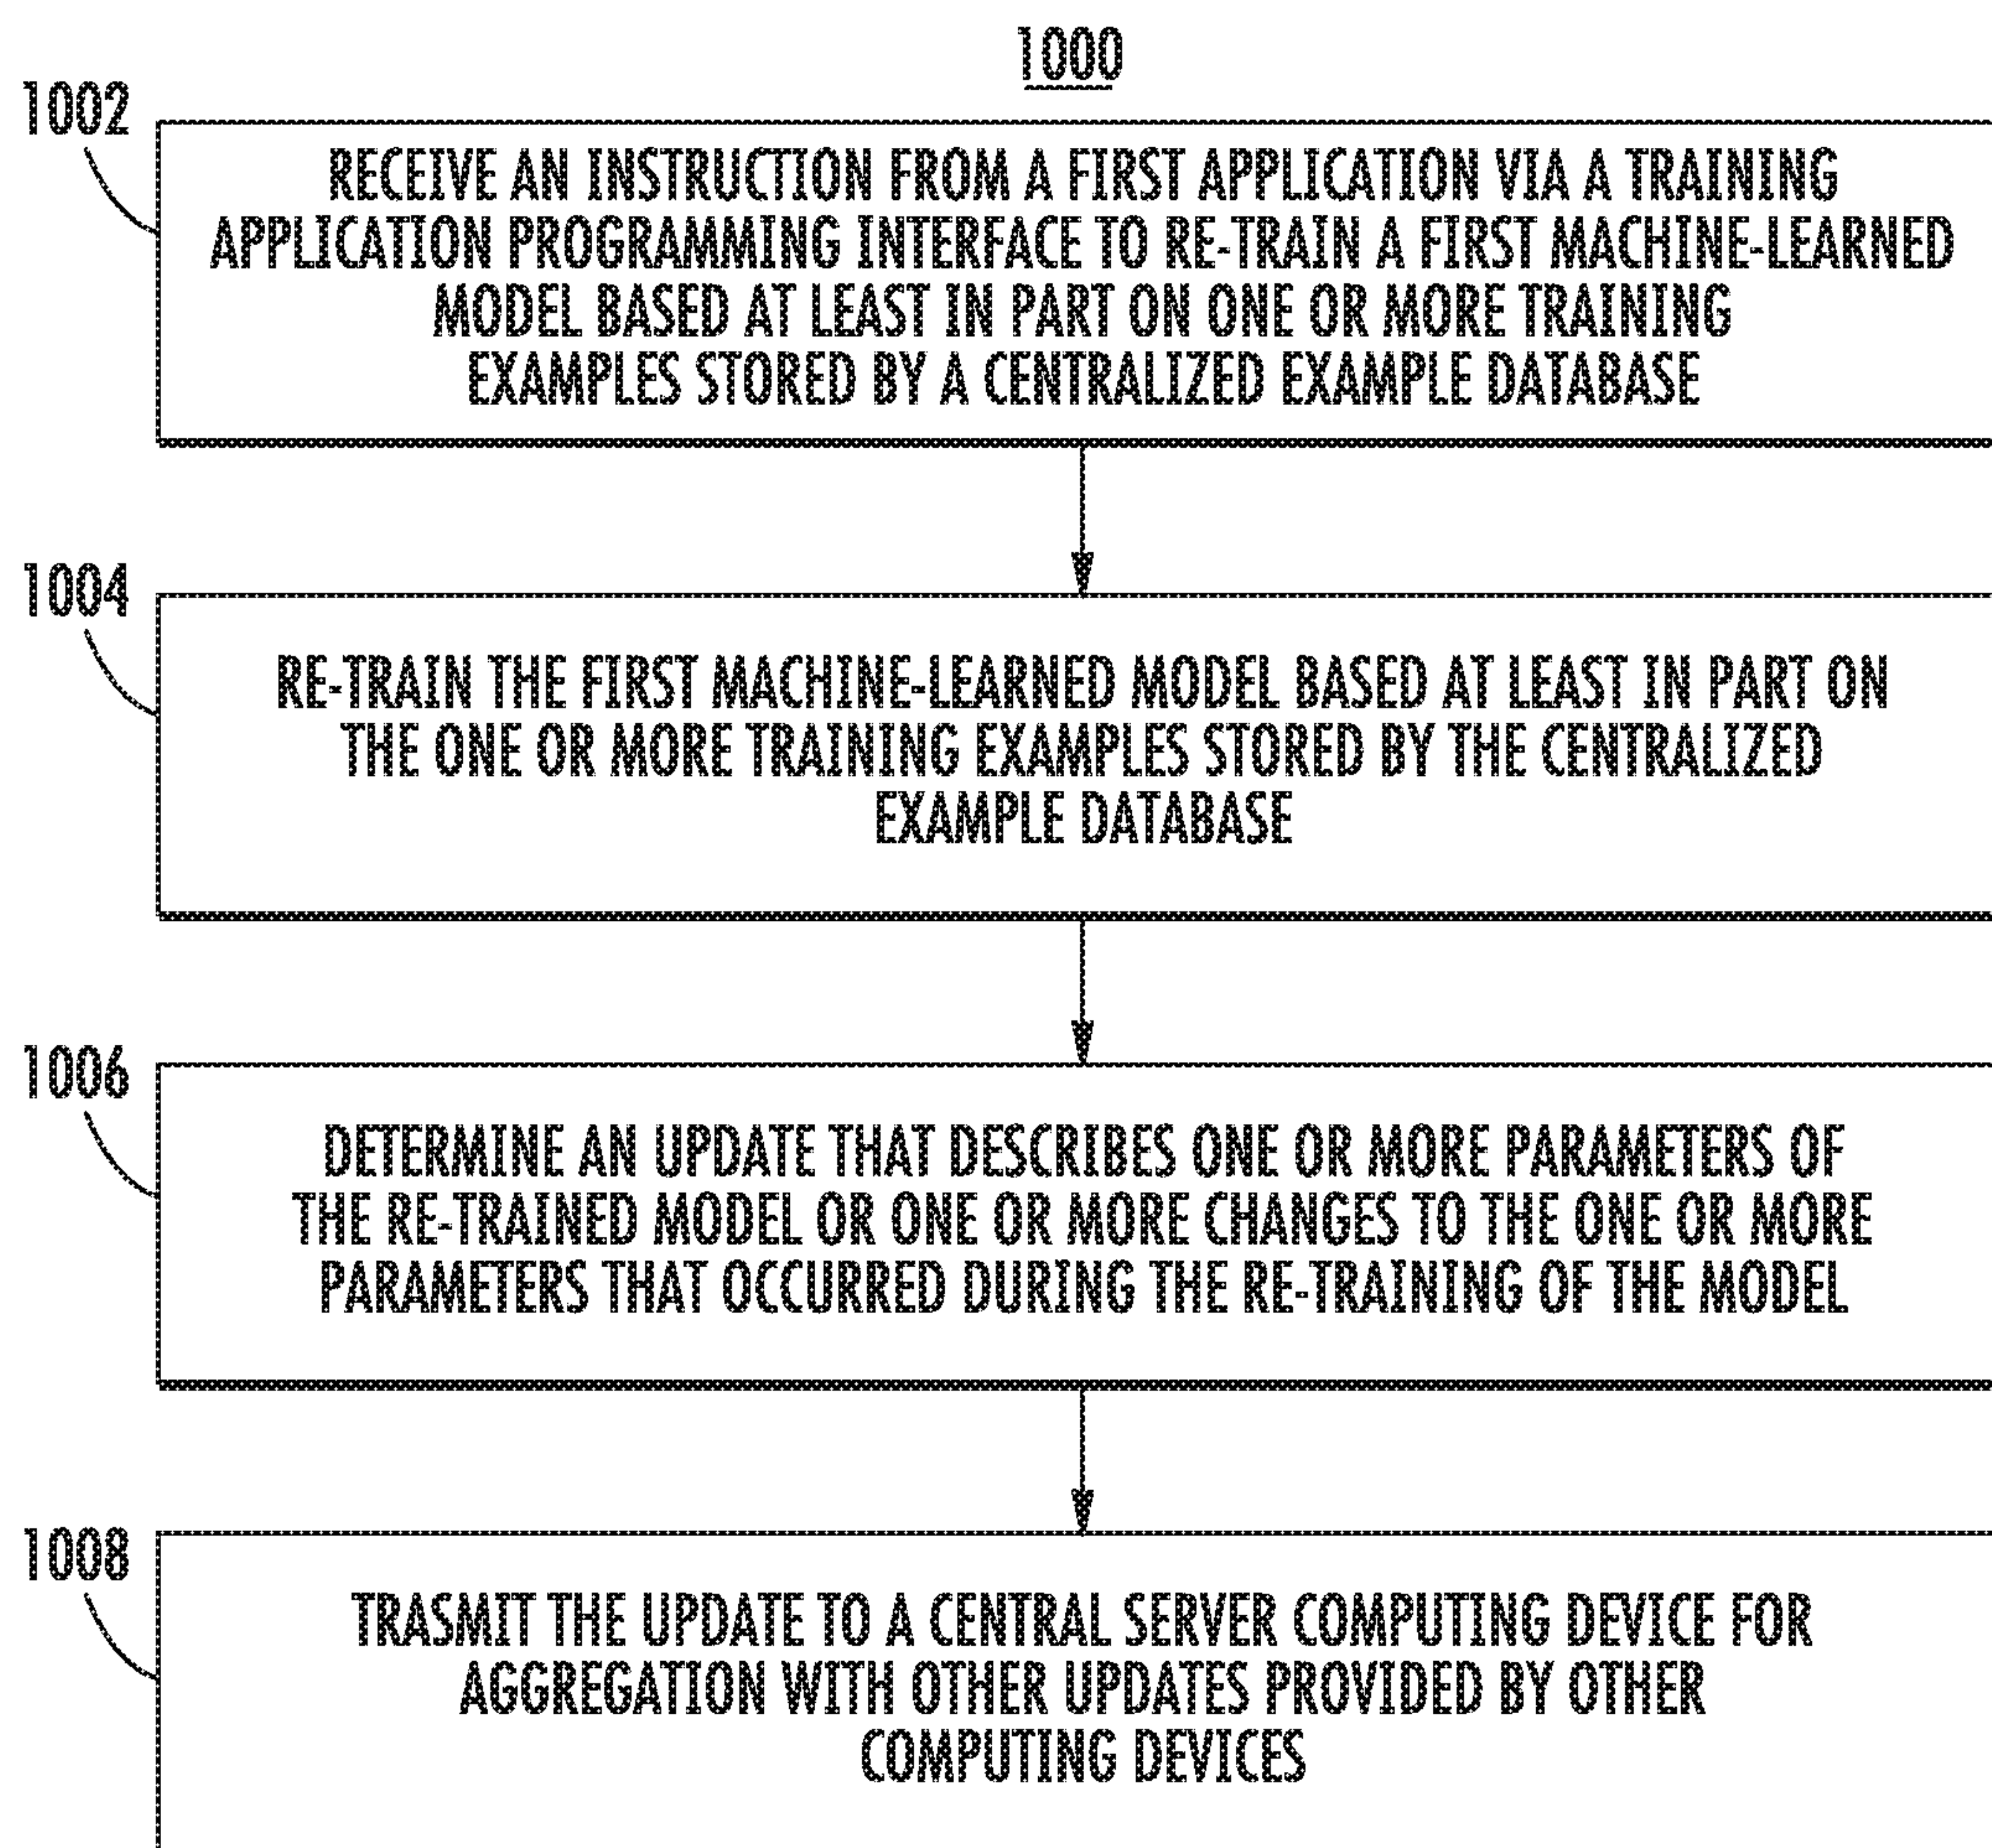 1000
1002
RECEIVE AN INSTRUCTION FROM A FIRST APPLICATION VIA A TRAINING
APPLICATION PROGRAMMING INTERFACE TO RE-TRAIN A FIRST MACHINE-LEARNED
MODEL BASED AT LEAST IN PART ON ONE OR MORE TRAINING
EXAMPLES STORED BY A CENTRALIZED EXAMPLE DATABASE
1004
RE-TRAIN THE FIRST MACHINE-LEARNED MODEL BASED AT LEAST IN PART ON
THE ONE OR MORE TRAINING EXAMPLES STORED BY THE CENTRALIZED
EXAMPLE DATABASE
1006
DETERMINE AN UPDATE THAT DESCRIBES ONE OR MORE PARAMETERS OF
THE RE-TRAINED MODEL OR ONE OR MORE CHANGES TO THE ONE OR MORE
PARAMETERS THAT OCCURRED DURING THE RE-TRAINING OF THE MODEL
1008
TRASMIT THE UPDATE TO A CENTRAL SERVER COMPUTING DEVICE FOR
AGGREGATION WITH OTHER UPDATES PROVIDED BY OTHER
COMPUTING DEVICES